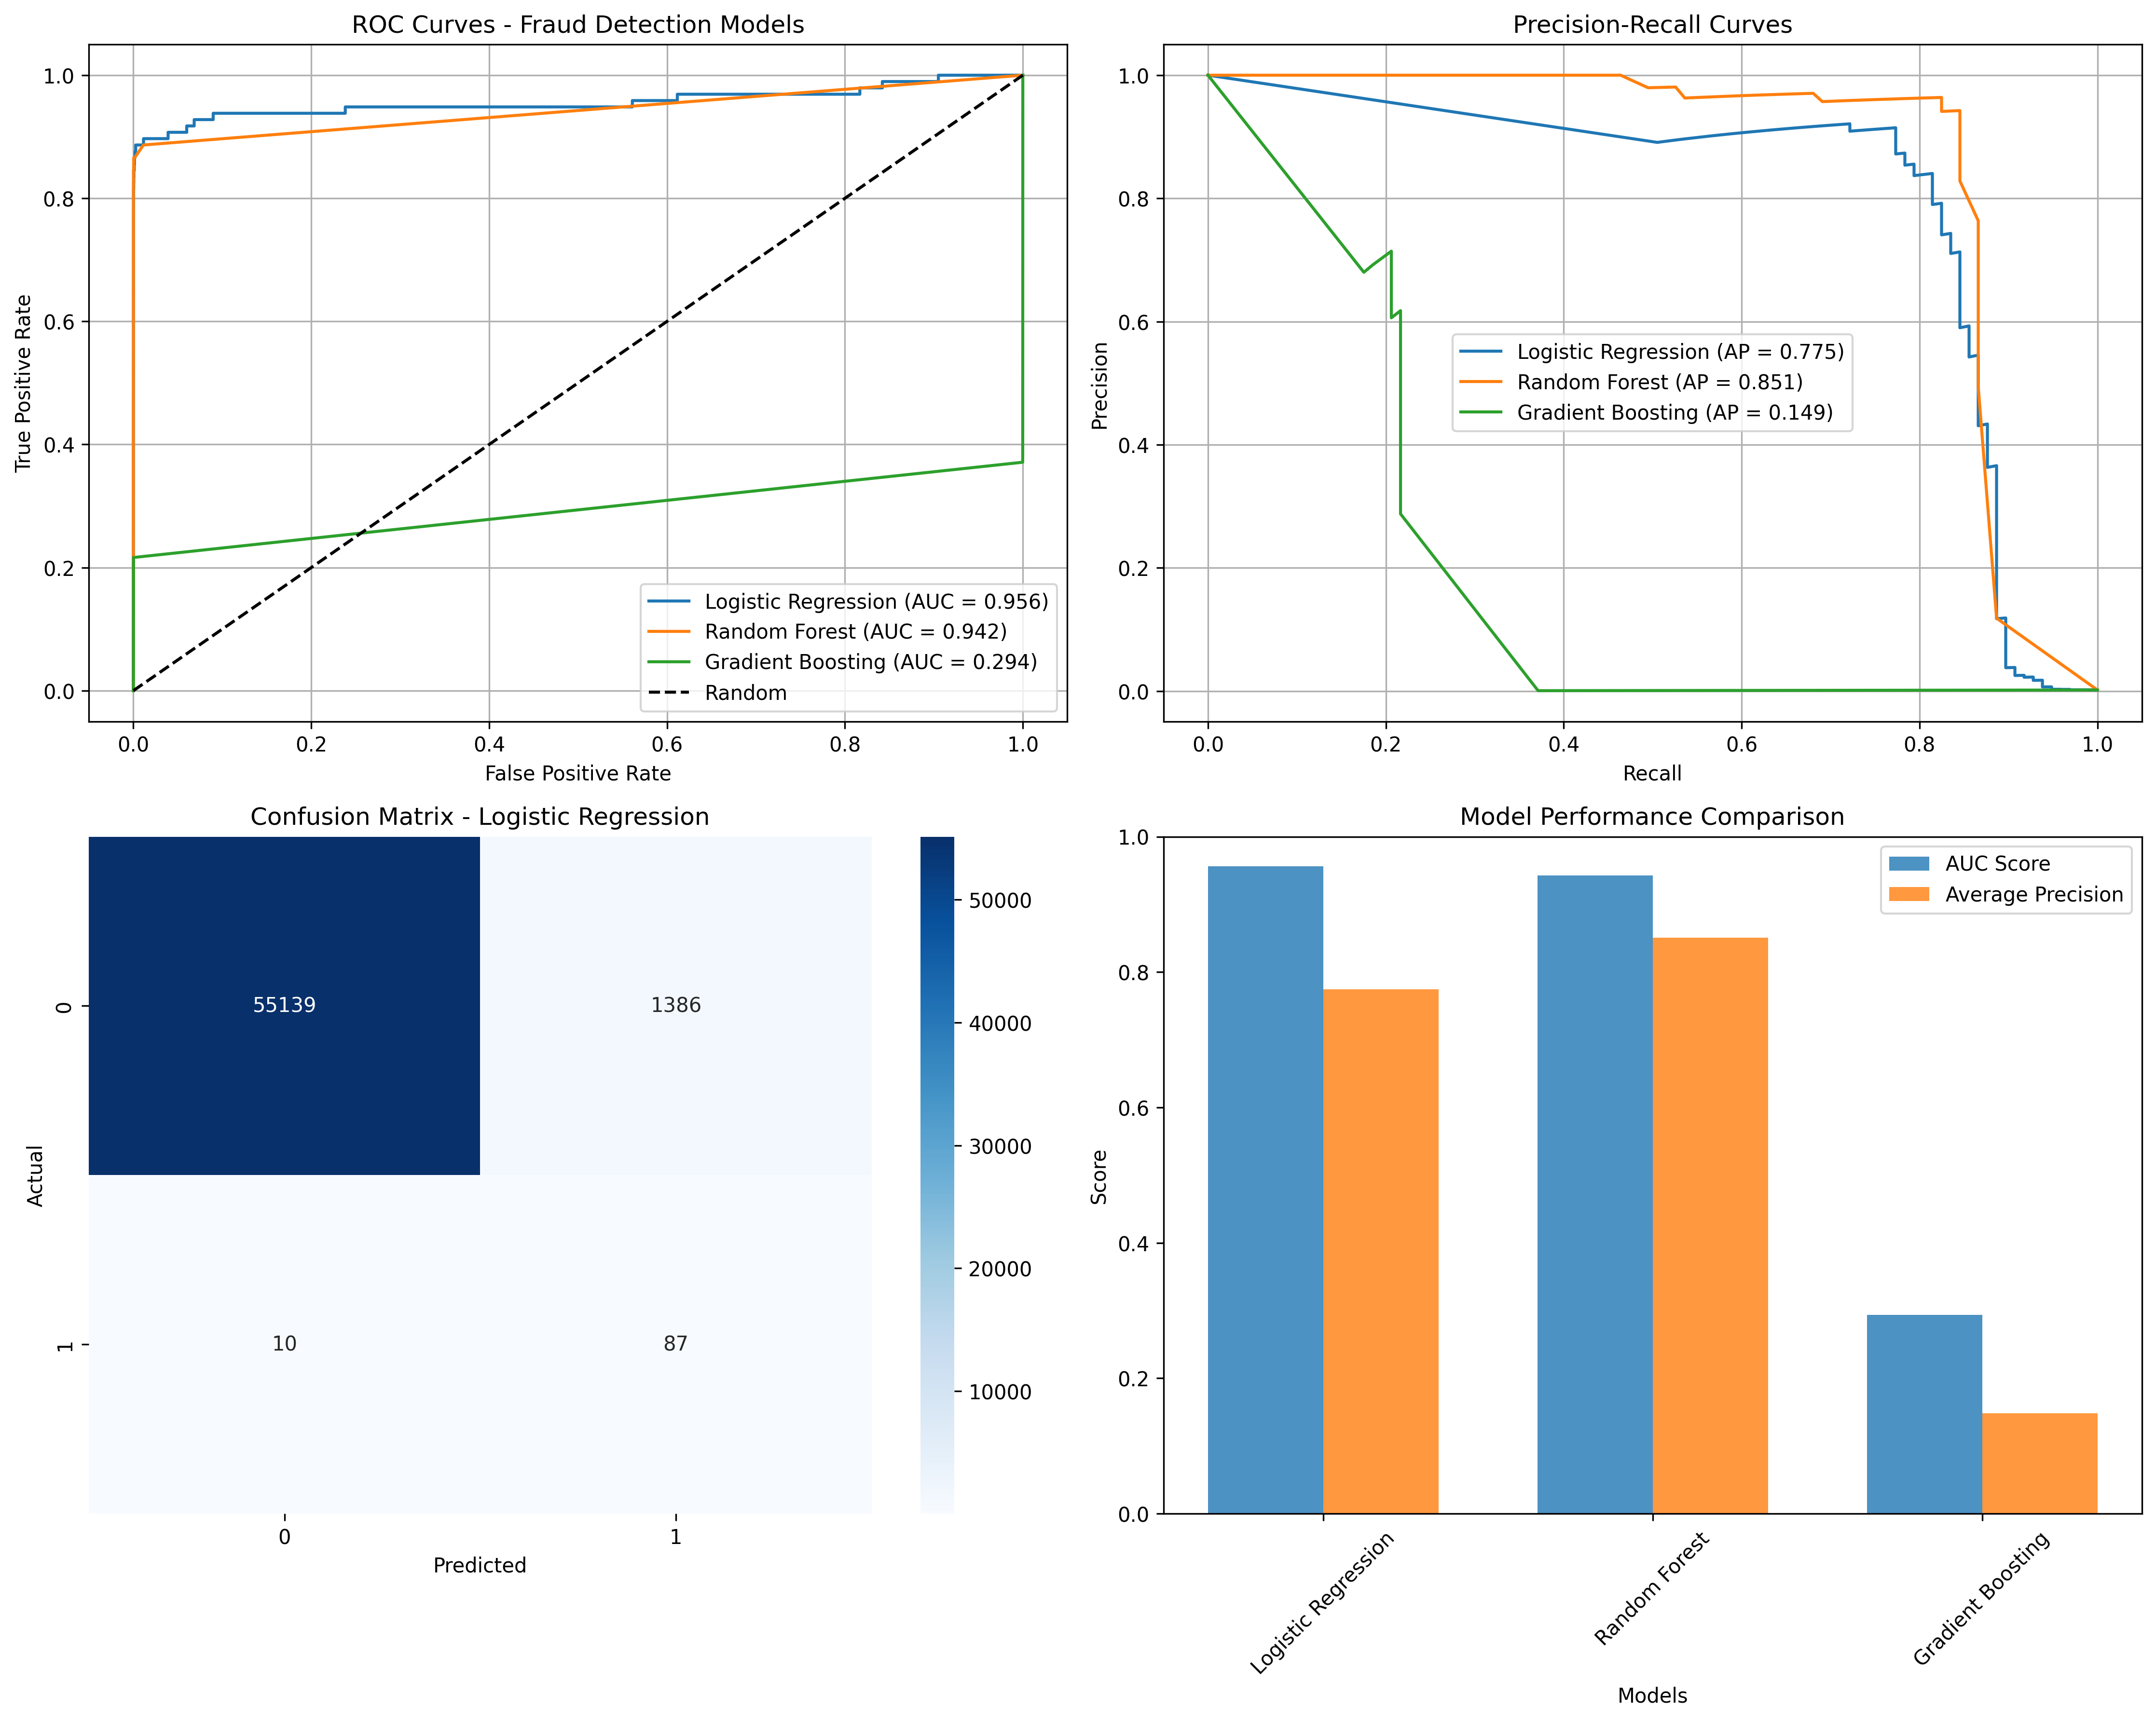 ROC Curves - Fraud Detection Models
True Positive Rate
1.0
0.8
0.6
0.4
0.2
0.0
Logistic Regression (AUC = 0.956)
Random Forest (AUC = 0.942)
Gradient Boosting (AUC = 0.294)
Random
0.0 0.2 0.4 0.6 0.8 1.0
False Positive Rate
Precision-Recall Curves
Precision
1.0
0.8
0.6
0.4
0.2
0.0
Logistic Regression (AP = 0.775)
Random Forest (AP = 0.851)
Gradient Boosting (AP = 0.149)
0.0 0.2 0.4 0.6 0.8 1.0
Recall
Confusion Matrix - Logistic Regression
Actual
0
1
55139 1386
10 87
0 1
Predicted
50000
40000
30000
20000
10000
Model Performance Comparison
Score
1.0
0.8
0.6
0.4
0.2
0.0
AUC Score
Average Precision
Logistic Regression
Random Forest
Gradient Boosting
Models